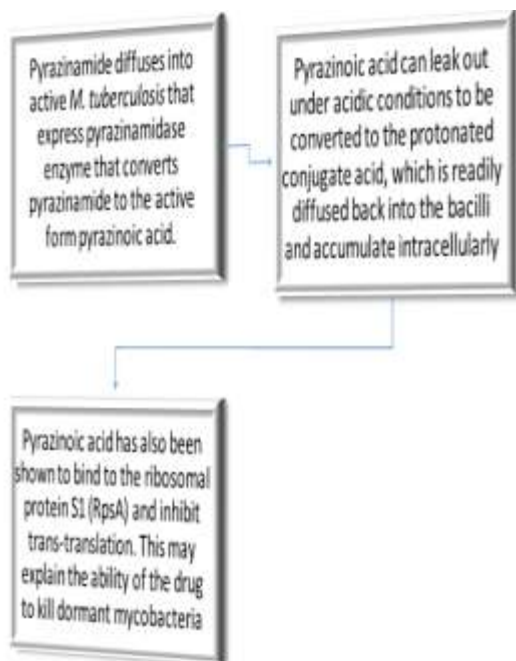 Pyrazinamide diffuses into
active M. tuberculosis that
express pyrazinamidase
enzyme that converts
pyrazinamide to the active
form pyrazinoic acid.
Pyrazinoic acid can leak out
under acidic conditions to be
converted to the protonated
conjugate acid, which is readily
diffused back into the bacilli
and accumulate intracellularly
Pyrazinoic acid has also been
shown to bind to the ribosomal
protein S1 (RpsA) and inhibit
trans-translation. This may
explain the ability of the drug
to kill dormant mycobacteria